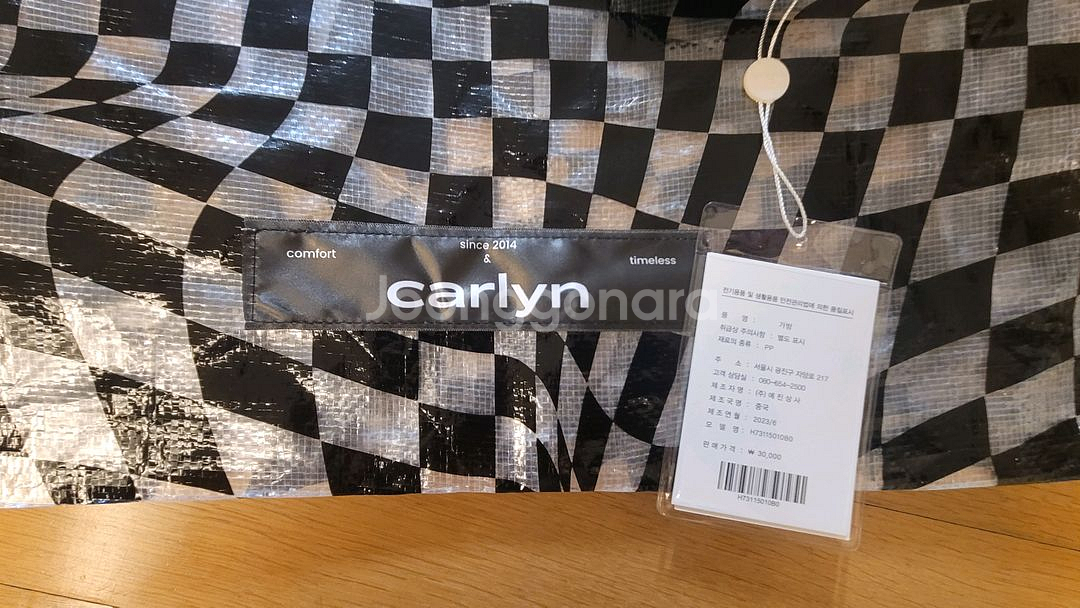 comfort
since 2014
&
timeless
carlyn
Joonggonara
전기용품 및 생활용품 안전관리법에 의한 품질표시
품 명 : 가방
취급상 주의사항 : 별도 표시
재료의 종류 : PP
주 소 : 서울시 광진구 자양로 217
고객 상담실 : 080-654-2500
제 조 자 명 : (주) 예진상사
제 조 국 명 : 중국
제 조 연 월 : 2023/6
모 델 명 : H7311501080
판 매 가 격 : ₩ 30,000
H7311501080